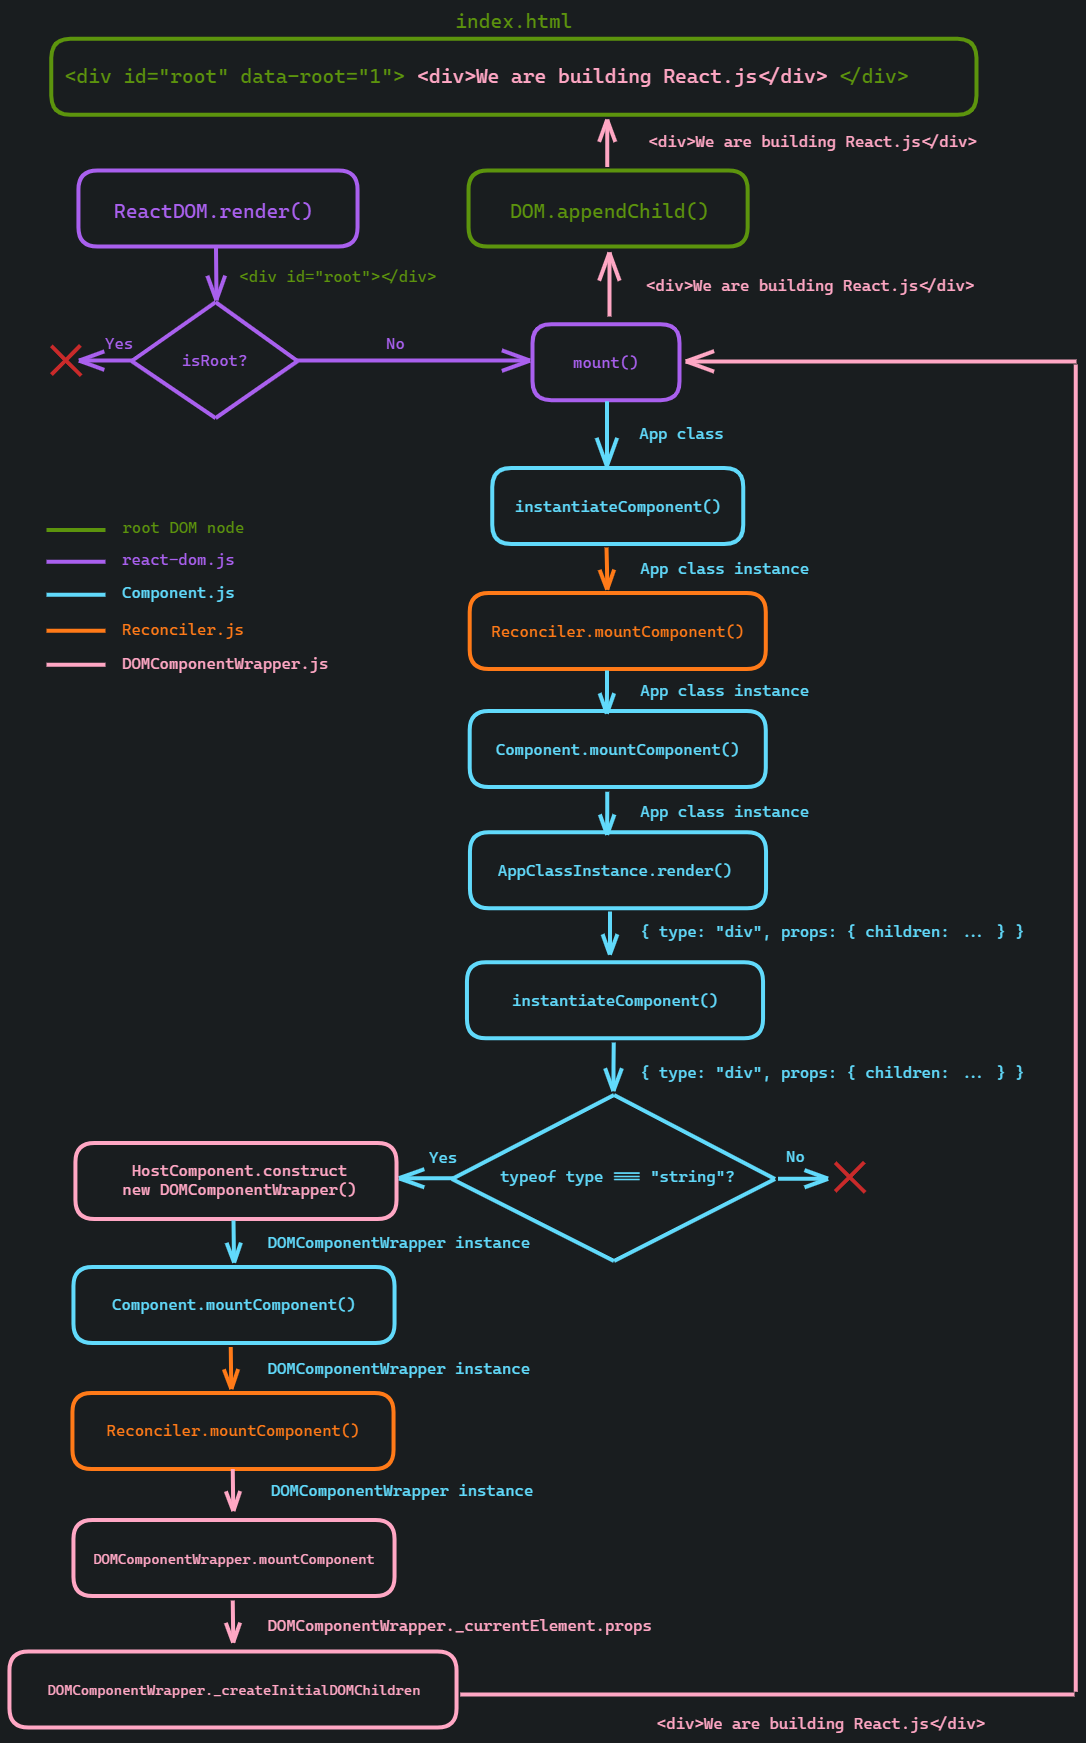 index.html
<div id="root" data-root="1"> <div>We are building React.js</div> </div>
<div>We are building React.js</div>
ReactDOM.render()
DOM.appendChild()
<div id="root"></div>
<div>We are building React.js</div>
Yes
isRoot?
No
mount()
App class
instantiateComponent()
root DOM node
react-dom.js
Component.js
Reconciler.js
DOMComponentWrapper.js
App class instance
Reconciler.mountComponent()
App class instance
Component.mountComponent()
App class instance
AppClassInstance.render()
{ type: "div", props: { children: ... } }
instantiateComponent()
{ type: "div", props: { children: ... } }
typeof type === "string"?
Yes
No
HostComponent.construct
new DOMComponentWrapper()
DOMComponentWrapper instance
Component.mountComponent()
DOMComponentWrapper instance
Reconciler.mountComponent()
DOMComponentWrapper instance
DOMComponentWrapper.mountComponent
DOMComponentWrapper._currentElement.props
DOMComponentWrapper._createInitialDOMChildren
<div>We are building React.js</div>